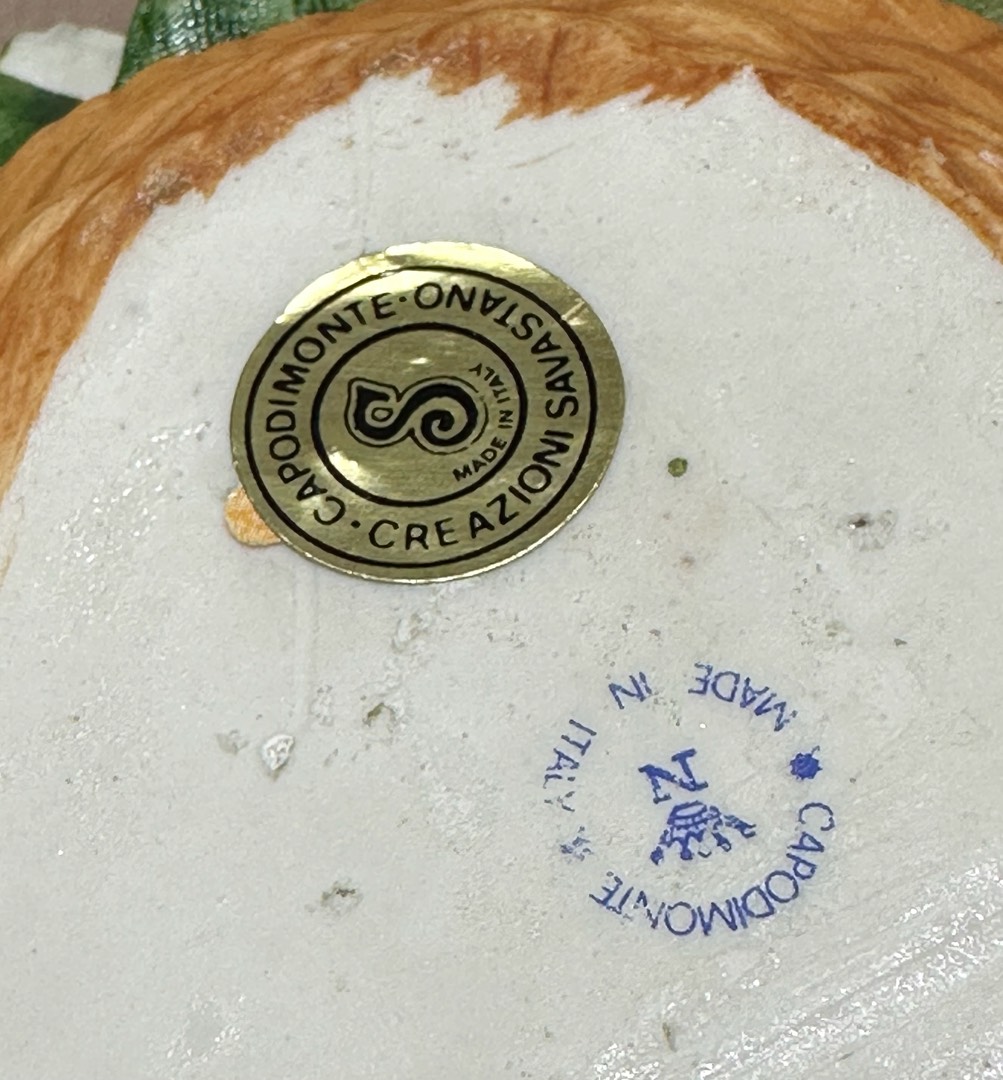 CAPODIMONTE · CREAZIONI SAVASTANO ·
MADE IN ITALY
S
MADE IN ITALY
N
CAPODIMONTE